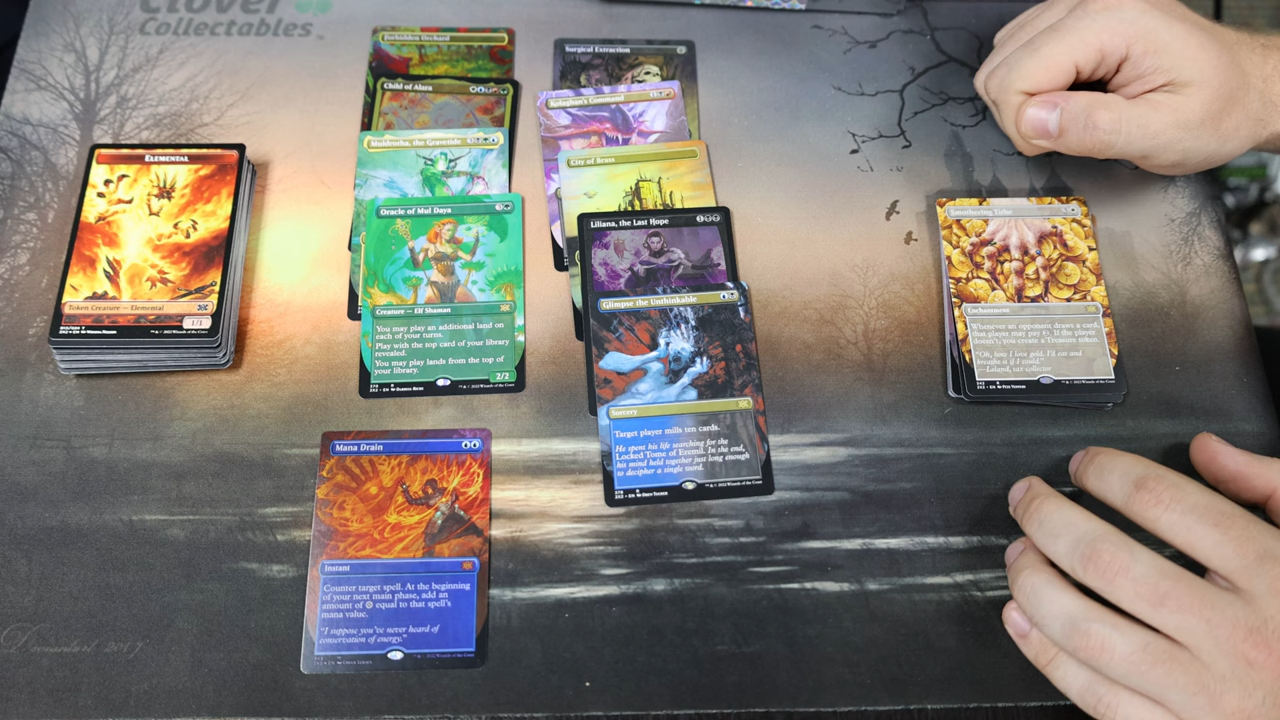 Clover
Collectables
Forbidden Orchard
Child of Alara
Muldrotha, the Gravetide
Oracle of Mul Daya
Creature — Elf Shaman
You may play an additional land on
each of your turns.
Play with the top card of your library
revealed.
You may play lands from the top of
your library.
2/2
Surgical Extraction
Kolaghan's Command
City of Brass
Liliana, the Last Hope
Glimpse the Unthinkable
Sorcery
Target player mills ten cards.
He spent his life searching for the
Locked Tome of Eremil. In the end,
his mind held together just long enough
to decipher a single word.
Elemental
Token Creature — Elemental
1/1
Smothering Tithe
Enchantment
Whenever an opponent draws a card,
that player may pay 2. If the player
doesn't, you create a Treasure token.
"Oh, how I love gold. I'll eat and
breathe it if I could."
—Laland, tax collector
Mana Drain
Instant
Counter target spell. At the beginning
of your next main phase, add an
amount of equal to that spell's
mana value.
"I suppose you've never heard of
conservation of energy."